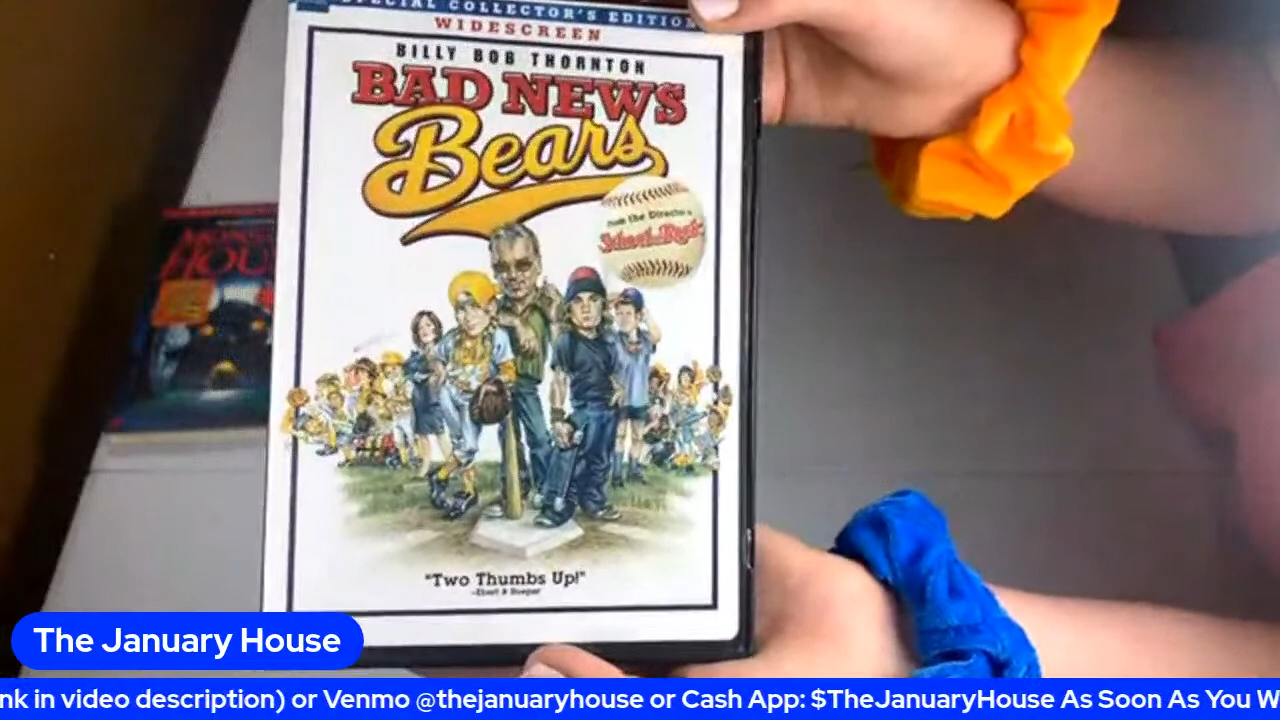 SPECIAL COLLECTOR'S EDITION
WIDESCREEN
BILLY BOB THORNTON
BAD NEWS
Bears
from the Director of
School of Rock
MONSTER
HOUSE
"Two Thumbs Up!"
-Ebert & Roeper
The January House
nk in video description) or Venmo @thejanuaryhouse or Cash App: $TheJanuaryHouse As Soon As You W